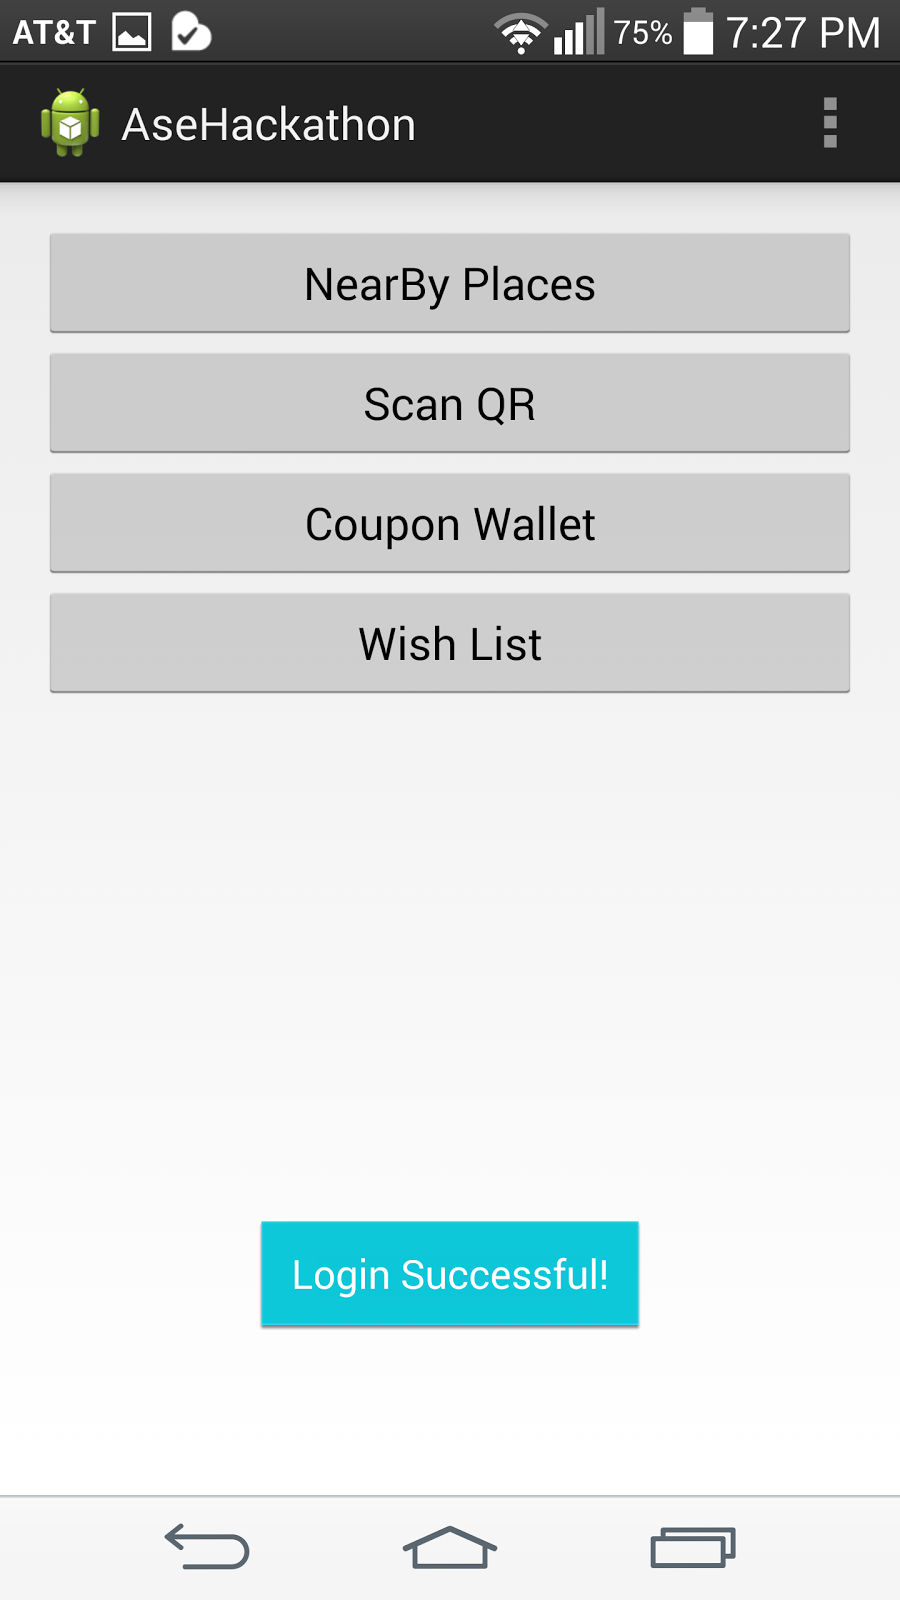 AT&T 75% 7:27 PM
AseHackathon
NearBy Places
Scan QR
Coupon Wallet
Wish List
Login Successful!